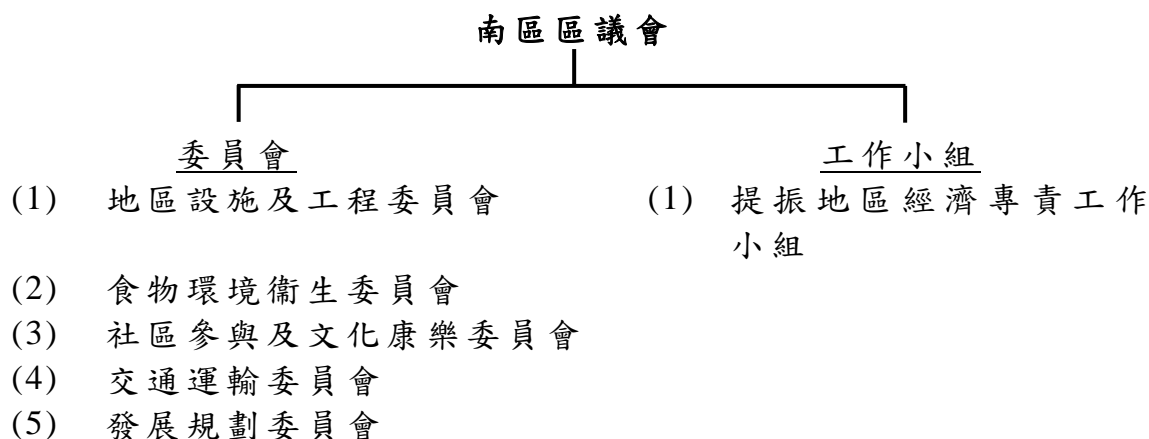 南區區議會
委員會
工作小組
(1) 地區設施及工程委員會
(1) 提振地區經濟專責工作
小組
(2) 食物環境衞生委員會
(3) 社區參與及文化康樂委員會
(4) 交通運輸委員會
(5) 發展規劃委員會